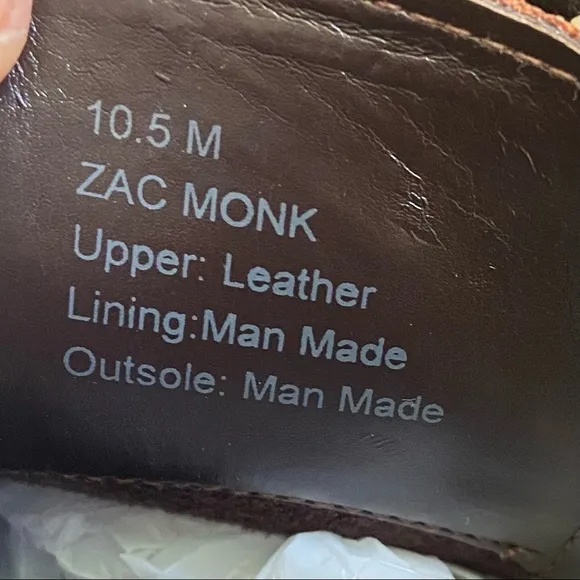 10.5 M
ZAC MONK
Upper: Leather
Lining:Man Made
Outsole: Man Made